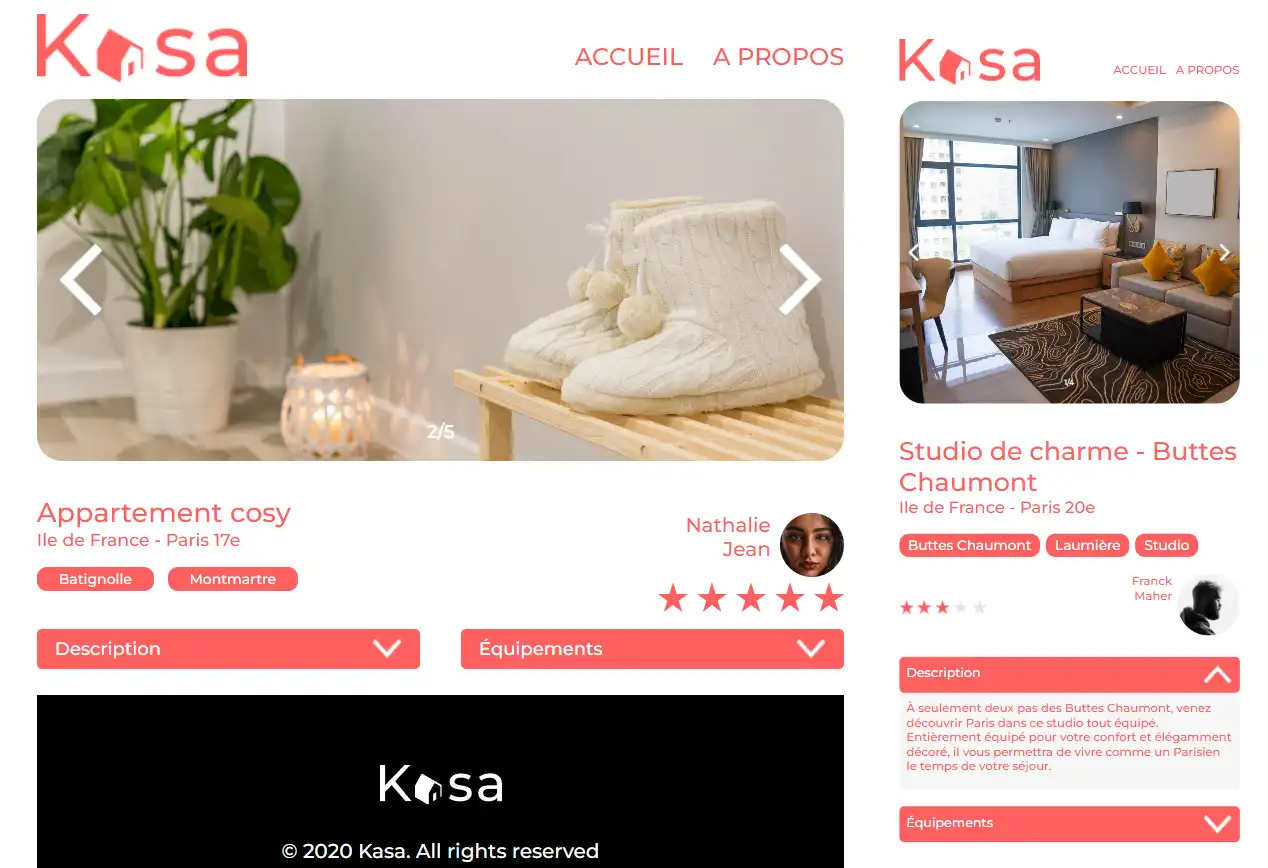 Kasa
ACCUEIL A PROPOS
2/5
Appartement cosy
Ile de France - Paris 17e
Batignolle Montmartre
Nathalie
Jean
Description
Équipements
Kasa
© 2020 Kasa. All rights reserved
Kasa
ACCUEIL A PROPOS
1/4
Studio de charme - Buttes
Chaumont
Ile de France - Paris 20e
Buttes Chaumont Laumière Studio
Franck
Maher
Description
À seulement deux pas des Buttes Chaumont, venez
découvrir Paris dans ce studio tout équipé.
Entièrement équipé pour votre confort et élégamment
décoré, il vous permettra de vivre comme un Parisien
le temps de votre séjour.
Équipements